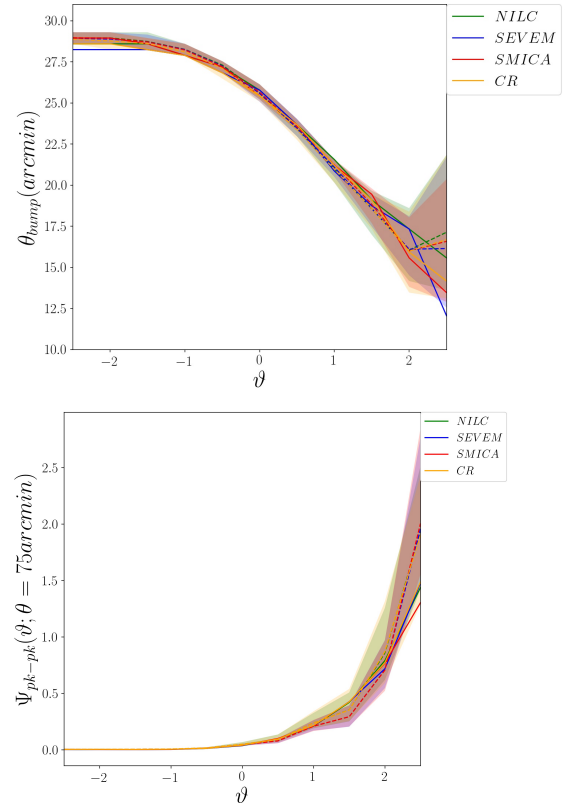 30.0
27.5
25.0
22.5
20.0
17.5
15.0
12.5
10.0
θ_bump(arcmin)
−2
−1
0
1
2
ϑ
NILC
SEVEM
SMICA
CR
2.5
2.0
1.5
1.0
0.5
0.0
Ψ_pk−pk(ϑ; θ = 75arcmin)
−2
−1
0
1
2
ϑ
NILC
SEVEM
SMICA
CR